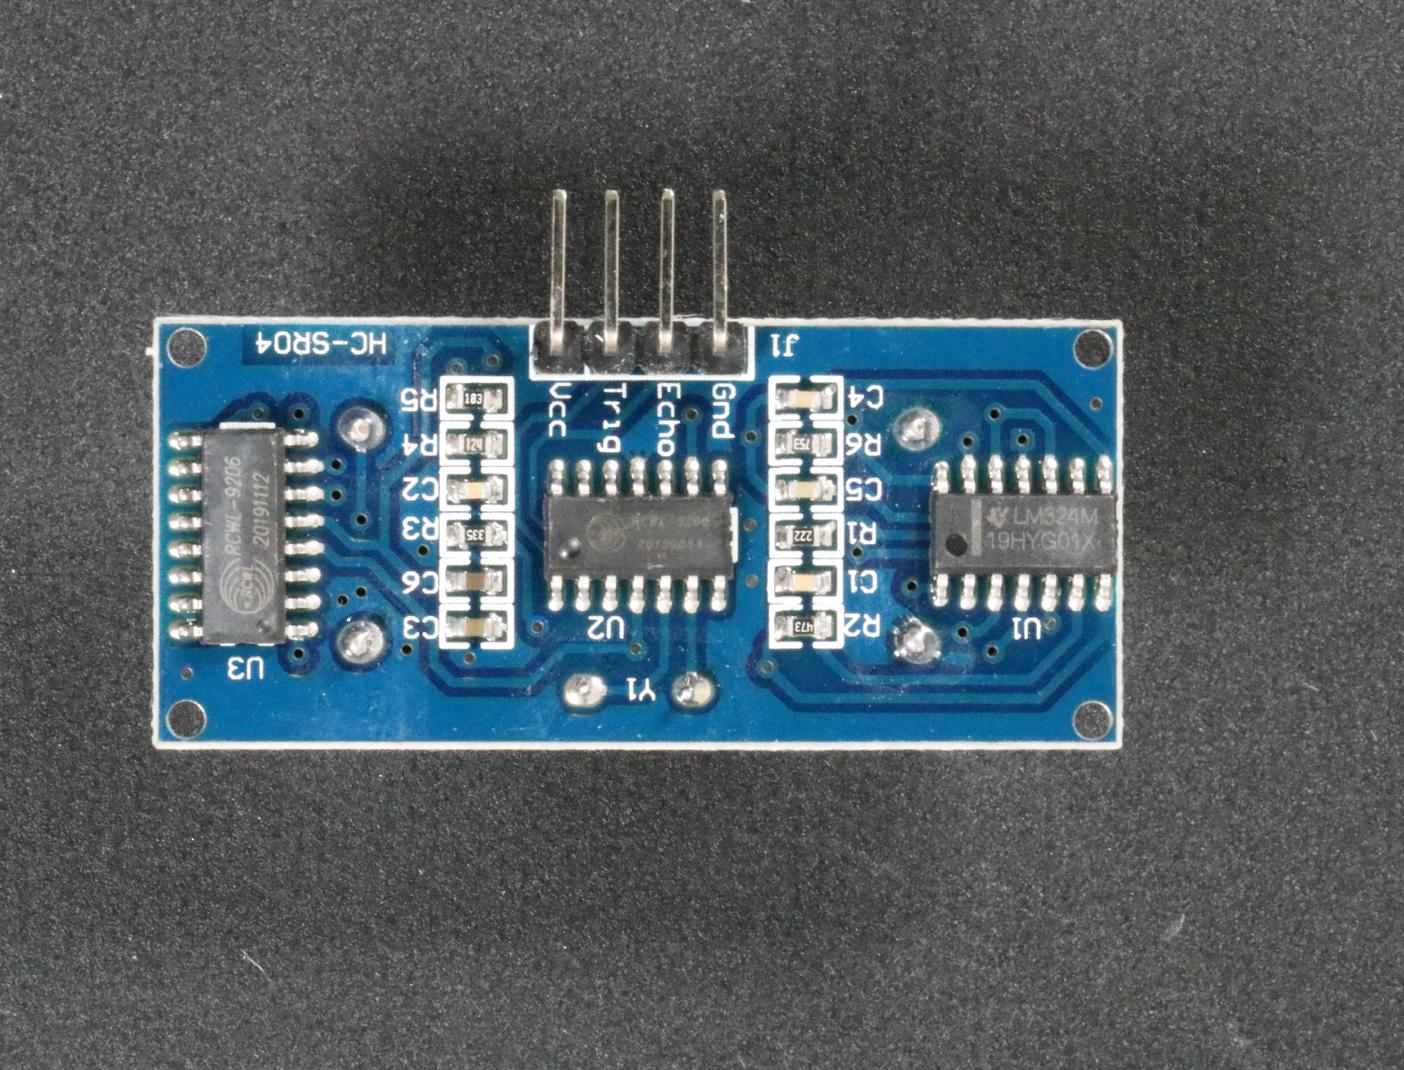 HC-SR04
J1
Vcc
Trig
Echo
Gnd
R5
183
R4
124
C2
R3
335
C6
C3
C4
R6
753
C5
R1
222
C1
R2
473
RCWL-9206
20191112
RCWL
U3
U2
Y1
LM324M
19HYG01X
U1